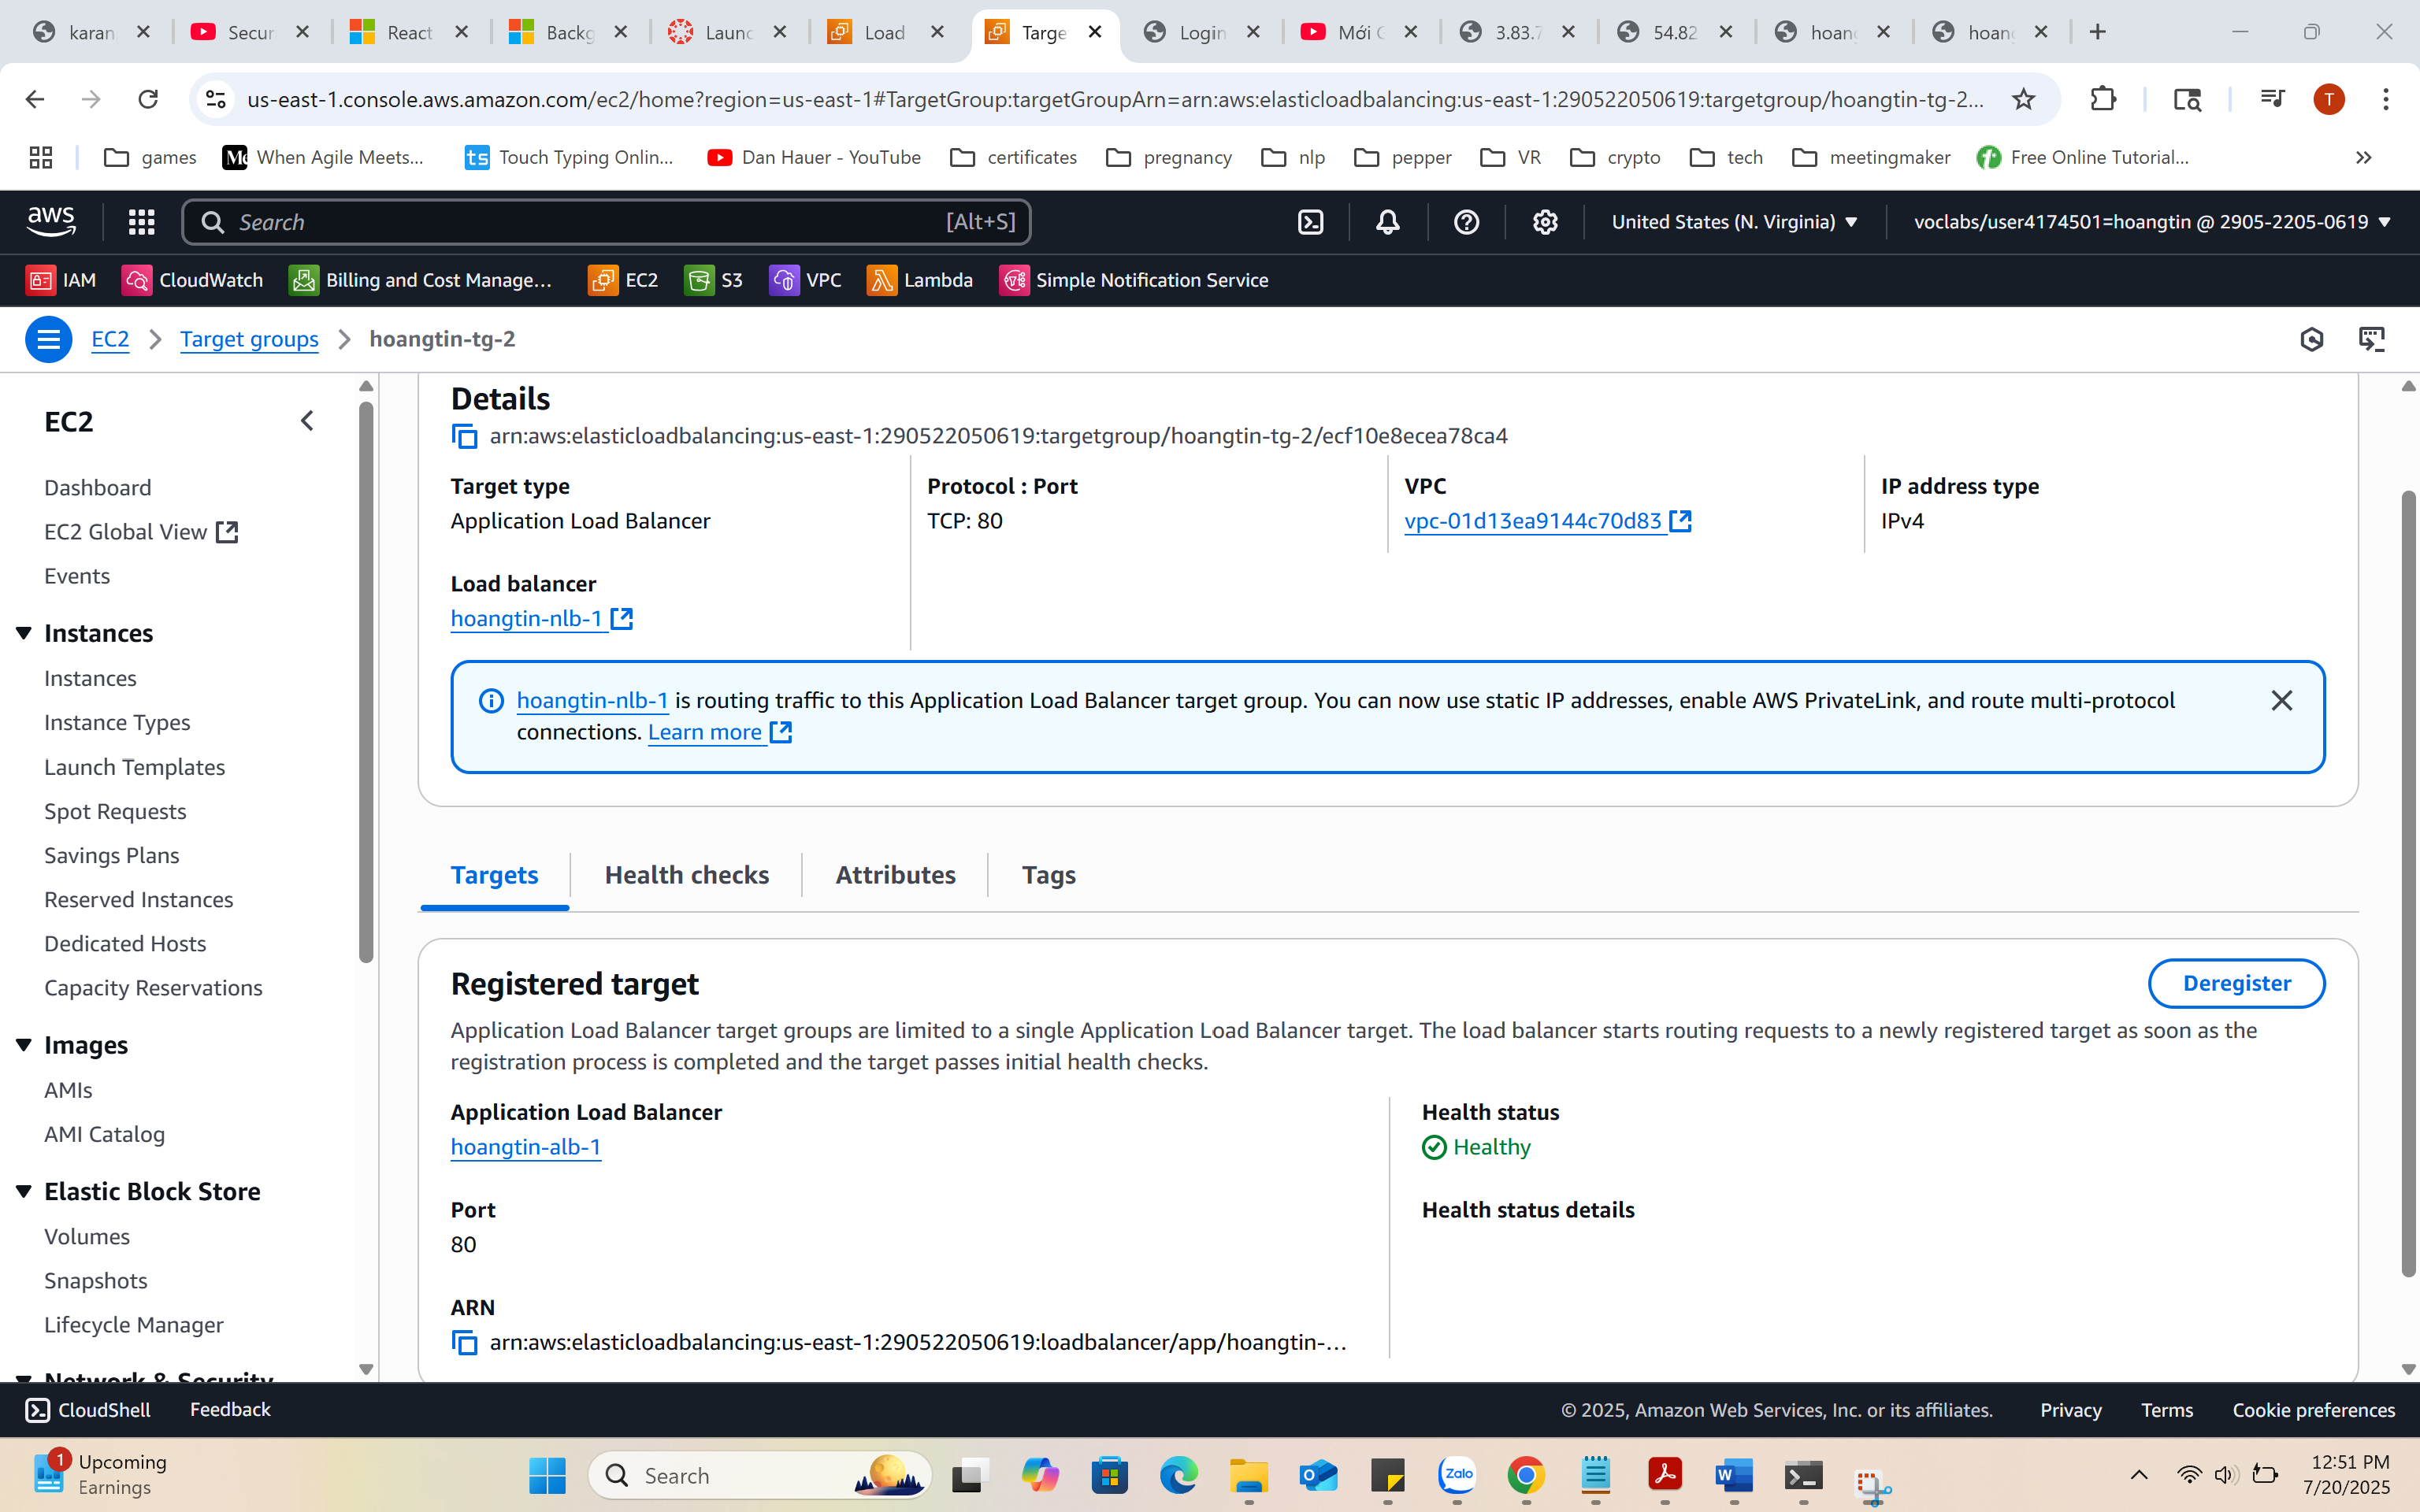 karan
Secur
React
Backg
Launc
Load
Targe
Login
Mới
3.83.7
54.82
hoang
hoang
us-east-1.console.aws.amazon.com/ec2/home?region=us-east-1#TargetGroup:targetGroupArn=arn:aws:elasticloadbalancing:us-east-1:290522050619:targetgroup/hoangtin-tg-2...
T
games
When Agile Meets...
ts Touch Typing Onlin...
Dan Hauer - YouTube
certificates
pregnancy
nlp
pepper
VR
crypto
tech
meetingmaker
Free Online Tutorial...
aws
Search [Alt+S]
United States (N. Virginia)
voclabs/user4174501=hoangtin @ 2905-2205-0619
IAM
CloudWatch
Billing and Cost Manage...
EC2
S3
VPC
Lambda
Simple Notification Service
EC2 > Target groups > hoangtin-tg-2
EC2
Dashboard
EC2 Global View
Events
Instances
Instances
Instance Types
Launch Templates
Spot Requests
Savings Plans
Reserved Instances
Dedicated Hosts
Capacity Reservations
Images
AMIs
AMI Catalog
Elastic Block Store
Volumes
Snapshots
Lifecycle Manager
Network & Security
Details
arn:aws:elasticloadbalancing:us-east-1:290522050619:targetgroup/hoangtin-tg-2/ecf10e8ecea78ca4
Target type
Application Load Balancer
Protocol : Port
TCP: 80
VPC
vpc-01d13ea9144c70d83
IP address type
IPv4
Load balancer
hoangtin-nlb-1
hoangtin-nlb-1 is routing traffic to this Application Load Balancer target group. You can now use static IP addresses, enable AWS PrivateLink, and route multi-protocol
connections. Learn more
Targets
Health checks
Attributes
Tags
Registered target
Deregister
Application Load Balancer target groups are limited to a single Application Load Balancer target. The load balancer starts routing requests to a newly registered target as soon as the
registration process is completed and the target passes initial health checks.
Application Load Balancer
hoangtin-alb-1
Health status
Healthy
Port
80
Health status details
ARN
arn:aws:elasticloadbalancing:us-east-1:290522050619:loadbalancer/app/hoangtin-...
CloudShell
Feedback
© 2025, Amazon Web Services, Inc. or its affiliates.
Privacy
Terms
Cookie preferences
1
Upcoming
Earnings
Search
Zalo
12:51 PM
7/20/2025